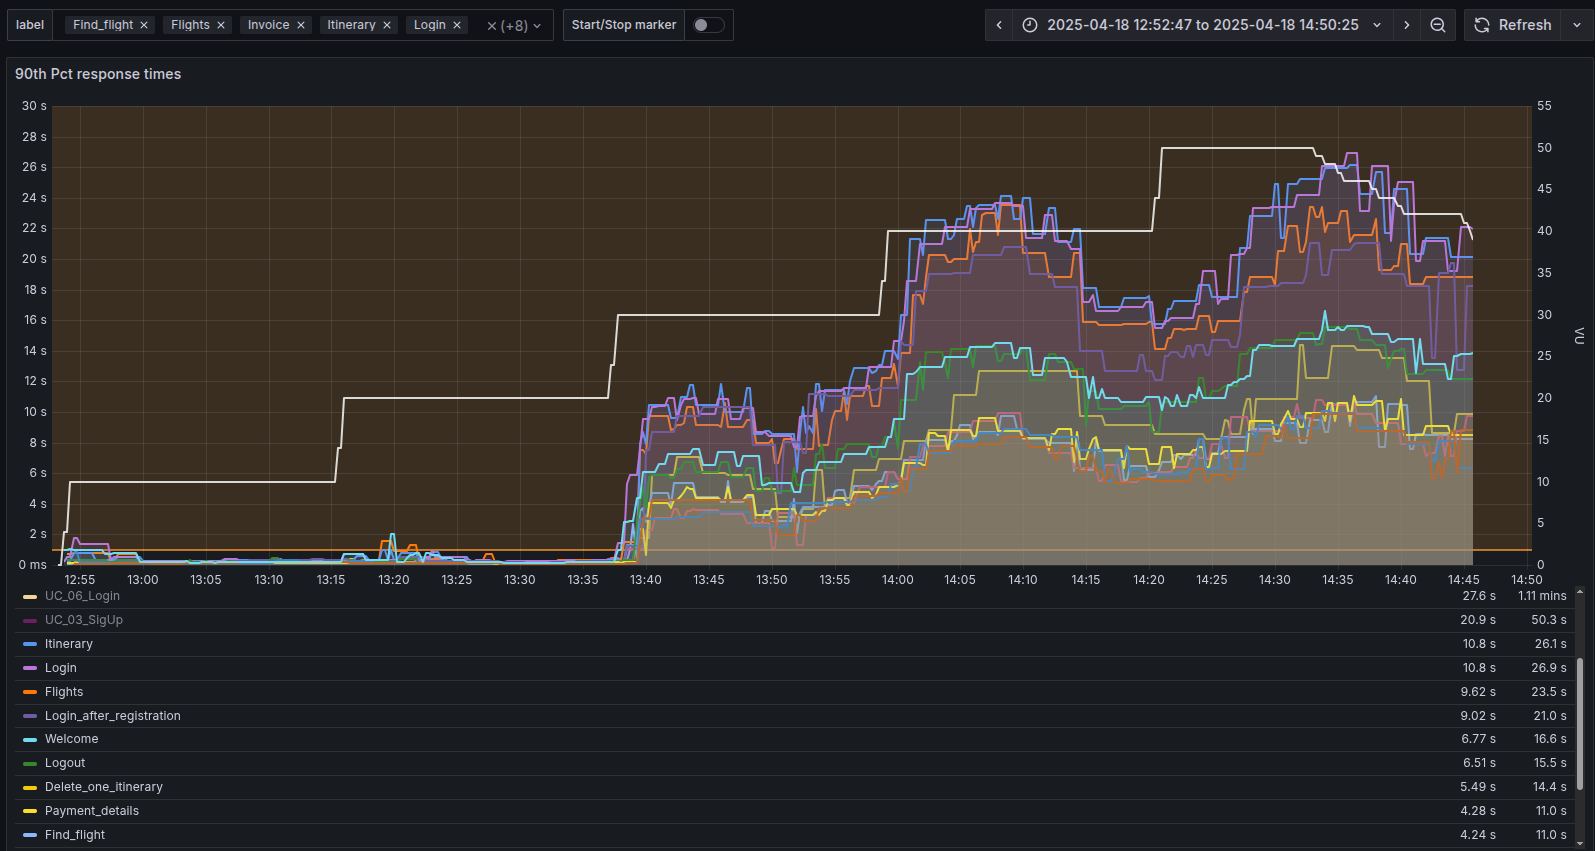 label Find_flight × Flights × Invoice × Itinerary × Login × × (+8) Start/Stop marker 2025-04-18 12:52:47 to 2025-04-18 14:50:25 Refresh
90th Pct response times
30 s 55
28 s
26 s 50
24 s 45
22 s 40
20 s
18 s 35
16 s 30
14 s 25
12 s
10 s 20
8 s 15
6 s 10
4 s 5
2 s
0 ms 0
VU
12:55 13:00 13:05 13:10 13:15 13:20 13:25 13:30 13:35 13:40 13:45 13:50 13:55 14:00 14:05 14:10 14:15 14:20 14:25 14:30 14:35 14:40 14:45 14:50
UC_06_Login 27.6 s 1.11 mins
UC_03_SigUp 20.9 s 50.3 s
Itinerary 10.8 s 26.1 s
Login 10.8 s 26.9 s
Flights 9.62 s 23.5 s
Login_after_registration 9.02 s 21.0 s
Welcome 6.77 s 16.6 s
Logout 6.51 s 15.5 s
Delete_one_itinerary 5.49 s 14.4 s
Payment_details 4.28 s 11.0 s
Find_flight 4.24 s 11.0 s